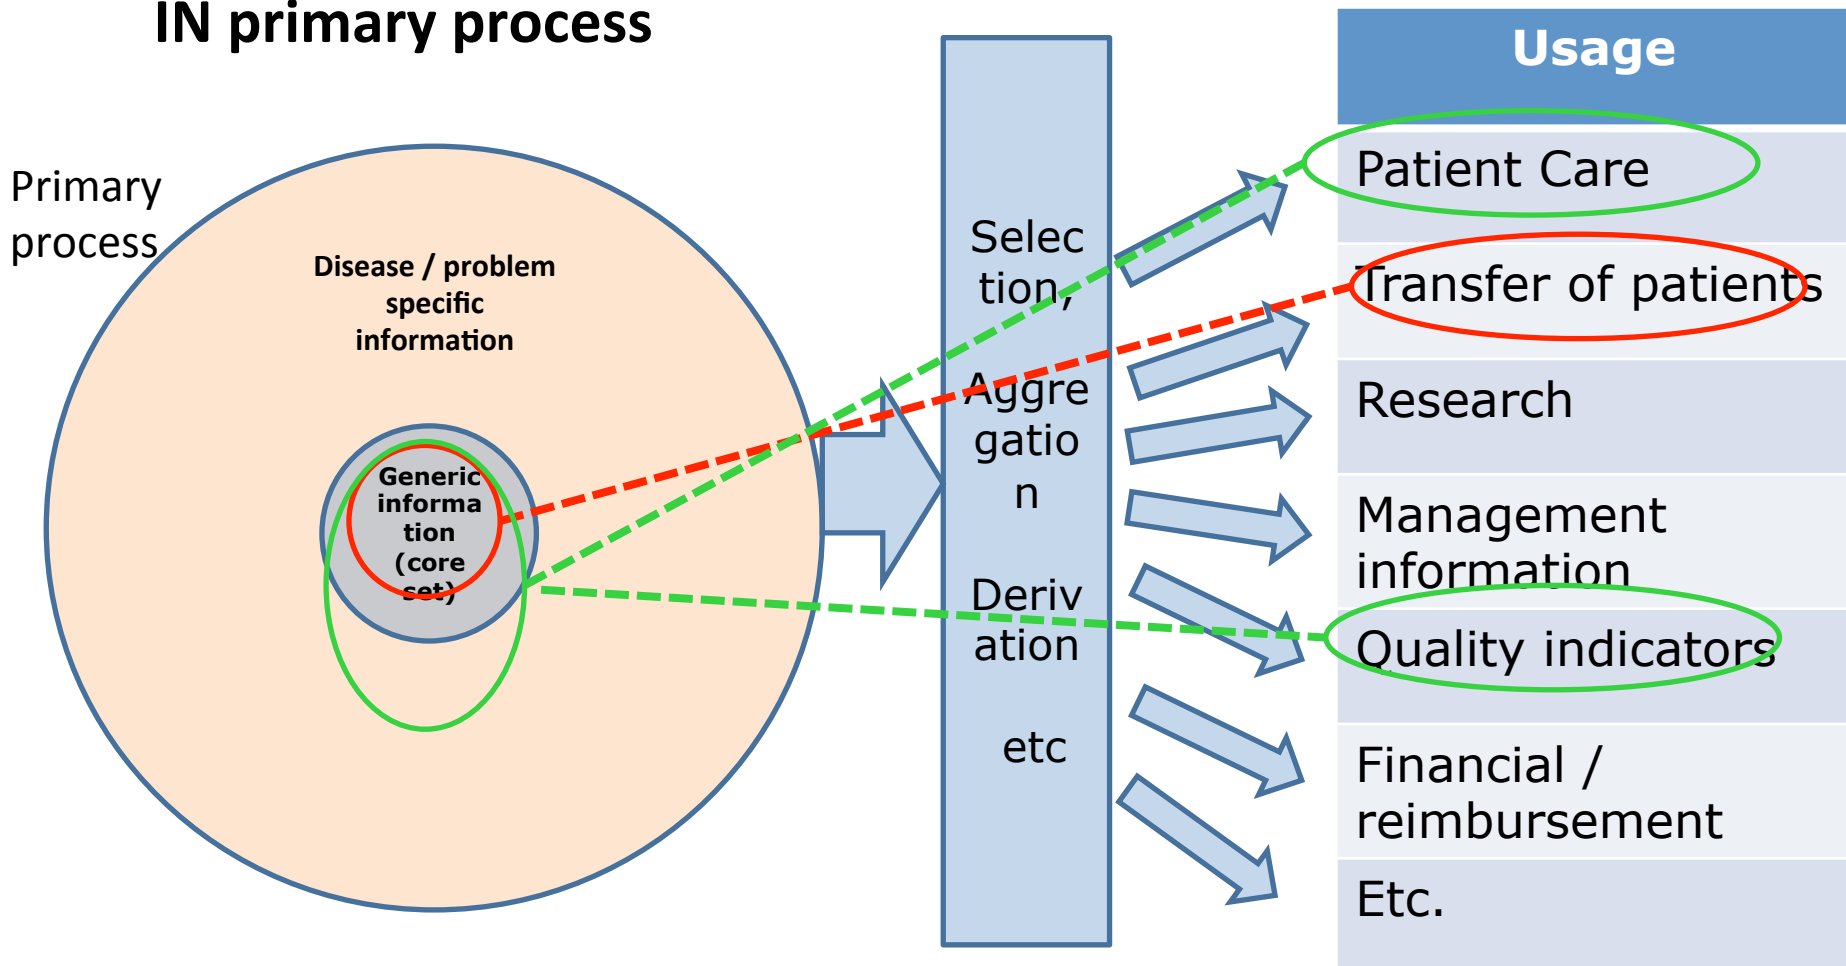 IN primary process
Primary
process
Disease / problem
specific
information
Generic
informa
tion
(core
set)
Selec
tion,
Aggre
gatio
n
Deriv
ation
etc
Usage
Patient Care
Transfer of patients
Research
Management
information
Quality indicators
Financial /
reimbursement
Etc.